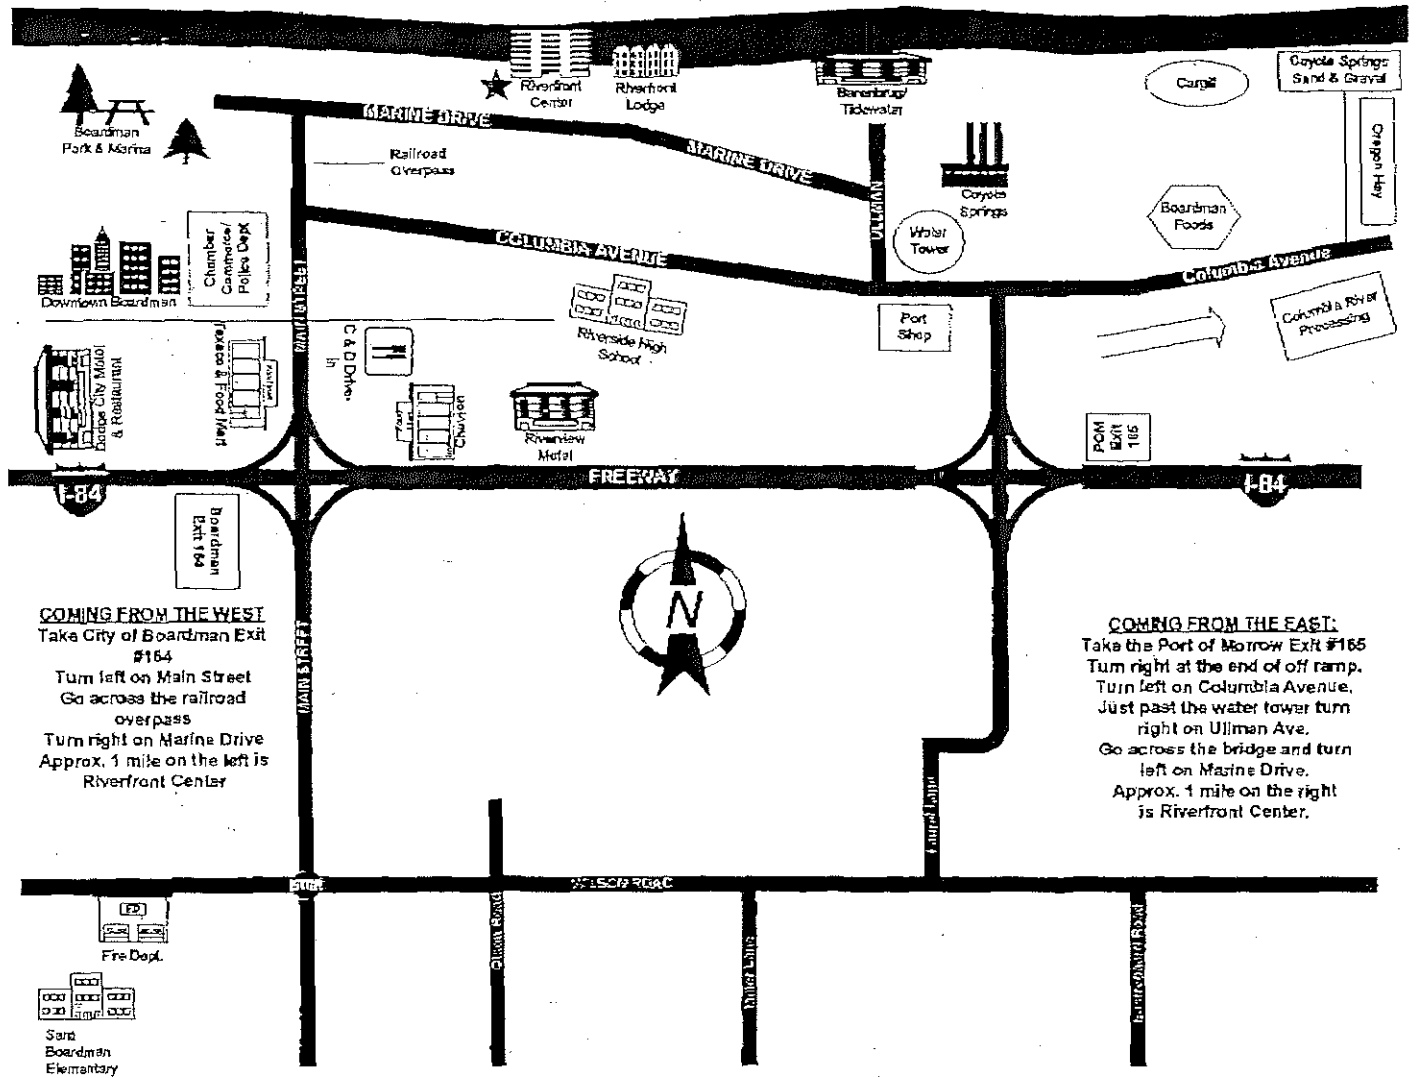 Riverfront
Center
Riverfront
Lodge
Barenbrug/
Tidewater
Cargill
Coyote Springs
Sand & Gravel
Oregon Hay
Boardman
Park & Marina
MARINE DRIVE
MARINE DRIVE
Railroad
Overpass
ULLMAN
Coyote
Springs
Boardman
Foods
Water
Tower
Chamber
Commerce/
Police Dept
Downtown Boardman
COLUMBIA AVENUE
Columbia Avenue
MAIN STREET
Riverside High
School
Port
Shop
Columbia River
Processing
Dodge City Motel
& Restaurant
Texaco & Food Mart
C & D Drive-
In
Chevron
Riverview
Motel
POM
Exit
165
I-84
FREEWAY
I-84
Boardman
Exit 164
N
COMING FROM THE WEST
Take City of Boardman Exit
#164
Turn left on Main Street
Go across the railroad
overpass
Turn right on Marine Drive
Approx. 1 mile on the left is
Riverfront Center
MAIN STREET
COMING FROM THE EAST:
Take the Port of Morrow Exit #165
Turn right at the end of off ramp.
Turn left on Columbia Avenue.
Just past the water tower turn
right on Ullman Ave.
Go across the bridge and turn
left on Marine Drive.
Approx. 1 mile on the right
is Riverfront Center.
Laurel Lane
WILSON ROAD
FD
Fire Dept.
Miller Lane
Sam
Boardman
Elementary